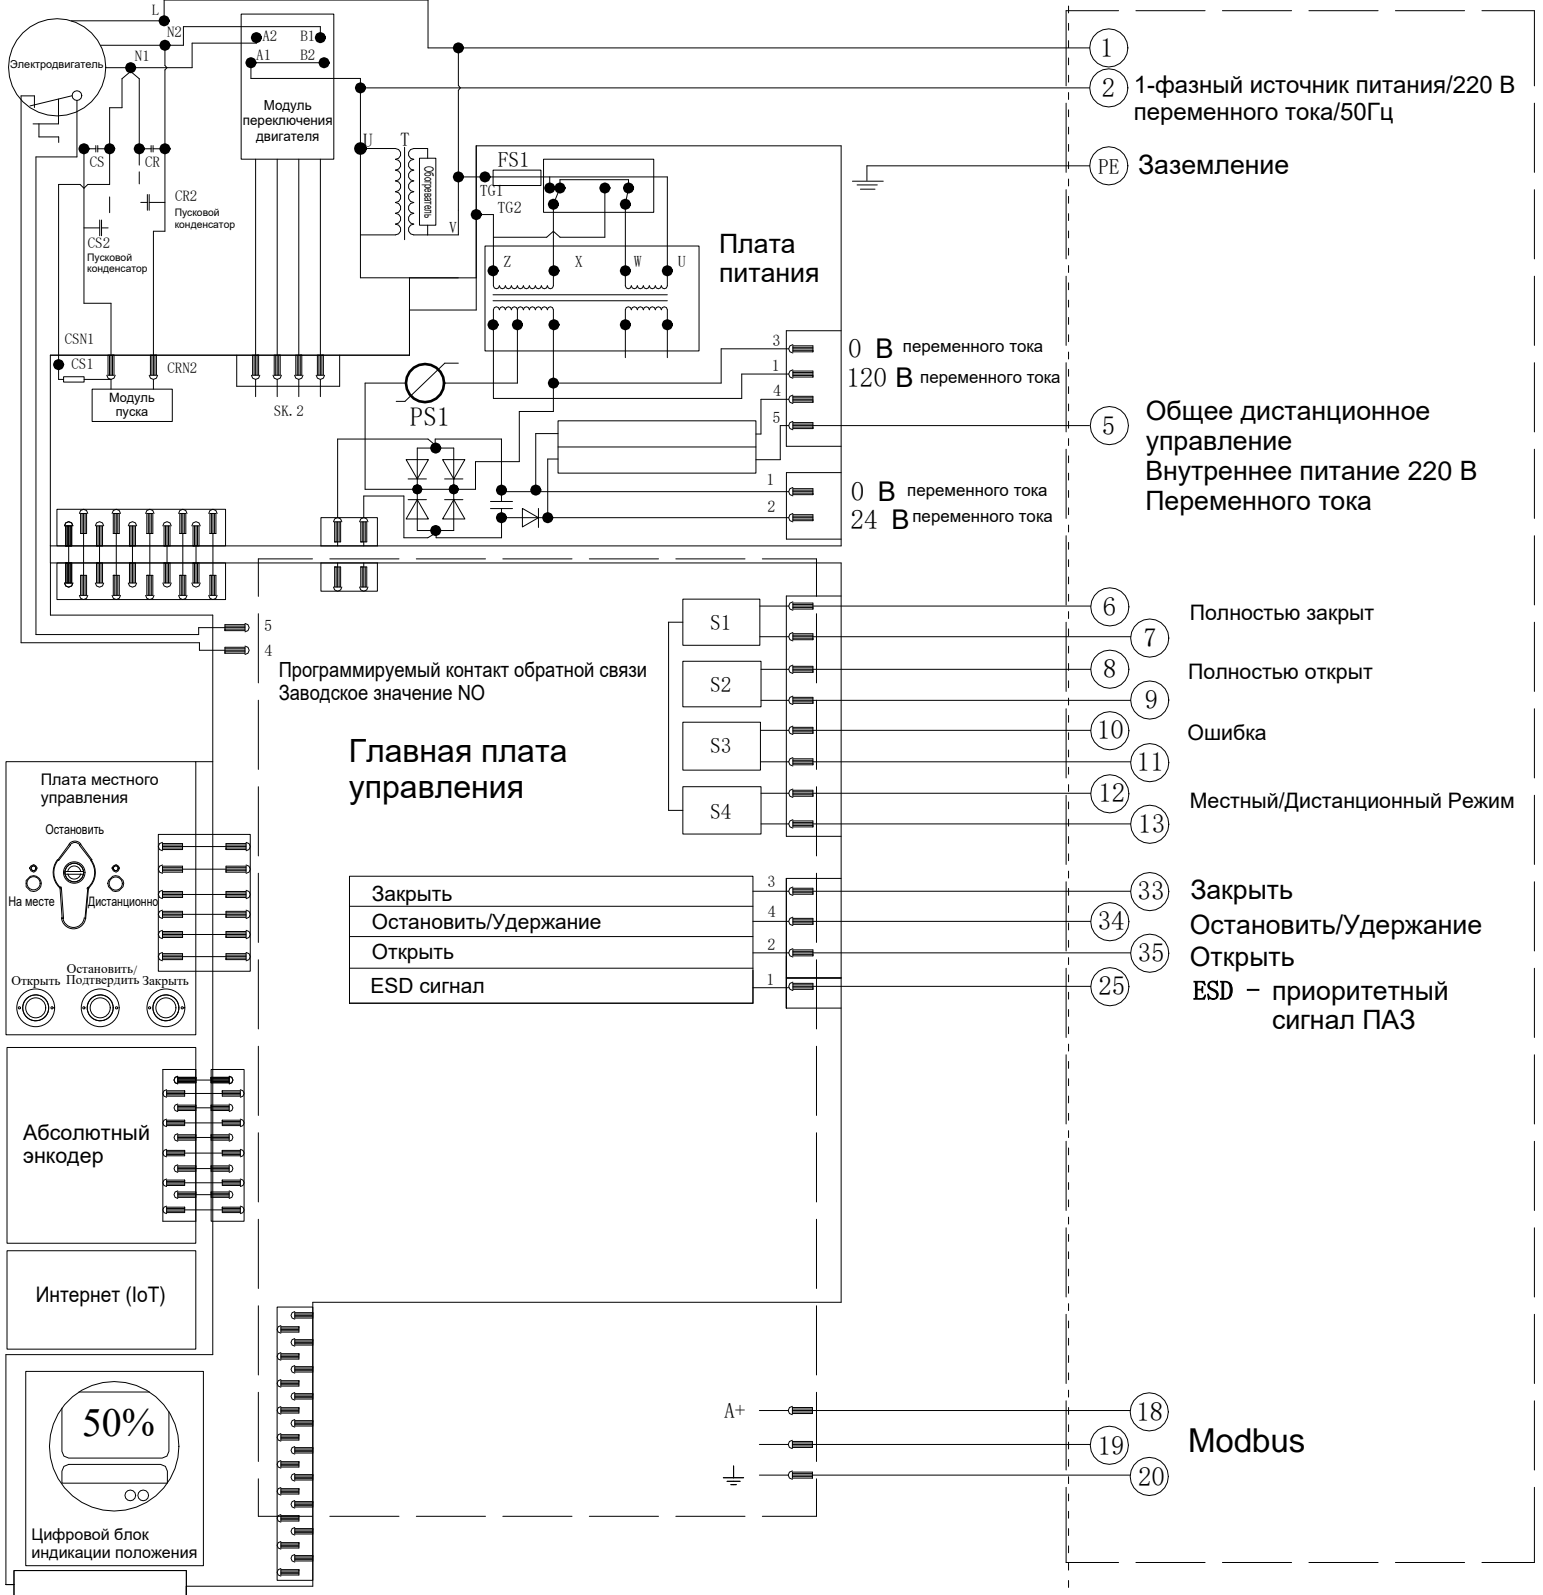 L
N2
A2
B1
1
Электродвигатель
N1
A1
B2
2
1-фазный источник питания/220 В
переменного тока/50Гц
Модуль
переключения
двигателя
U
T
CS
CR
FS1
Обогреватель
PE
Заземление
TG1
CR2
Пусковой
конденсатор
TG2
V
CS2
Пусковой
конденсатор
Плата
питания
Z
X
W
U
CSN1
CS1
CRN2
3
0 В переменного тока
1
120 В переменного тока
Модуль
пуска
SK.2
PS1
4
5
5
Общее дистанционное
управление
Внутреннее питание 220 В
Переменного тока
1
0 В переменного тока
2
24 В переменного тока
5
4
Программируемый контакт обратной связи
Заводское значение NO
S1
6
Полностью закрыт
7
S2
8
Полностью открыт
9
Главная плата
управления
S3
10
Ошибка
11
S4
12
Местный/Дистанционный Режим
13
Плата местного
управления
Остановить
На месте
Дистанционно
Открыть
Остановить/
Подтвердить
Закрыть
Закрыть
3
33
Закрыть
Остановить/Удержание
4
34
Остановить/Удержание
Открыть
2
35
Открыть
ESD сигнал
1
25
ESD - приоритетный
сигнал ПАЗ
Абсолютный
энкодер
Интернет (IoT)
50%
Цифровой блок
индикации положения
A+
18
19
Modbus
20